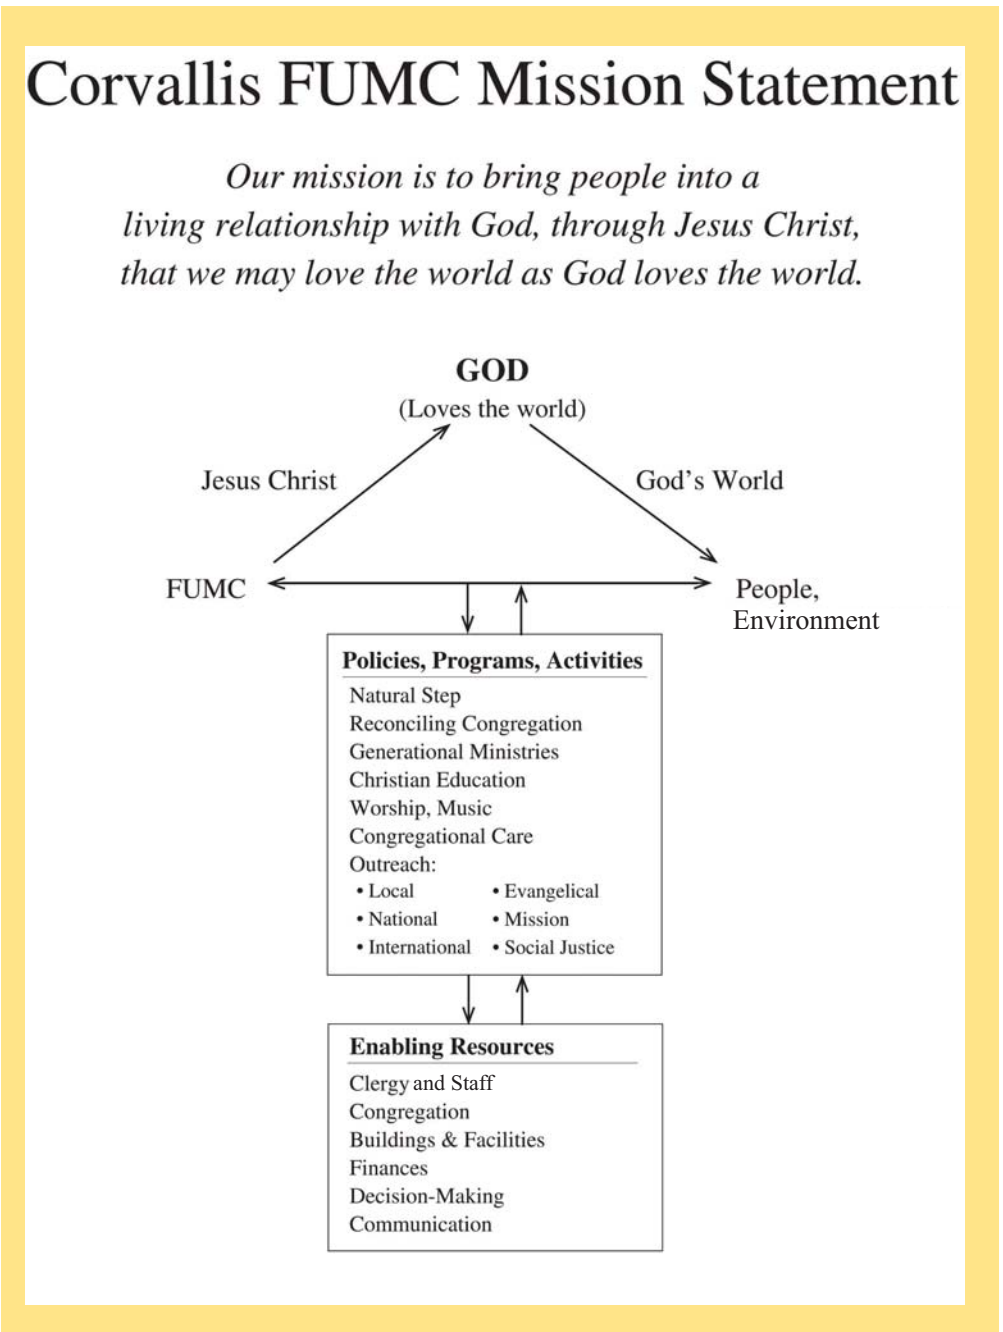 Corvallis FUMC Mission Statement
Our mission is to bring people into a
living relationship with God, through Jesus Christ,
that we may love the world as God loves the world.
GOD
(Loves the world)
Jesus Christ
God’s World
FUMC
People,
Environment
Policies, Programs, Activities
Natural Step
Reconciling Congregation
Generational Ministries
Christian Education
Worship, Music
Congregational Care
Outreach:
• Local • Evangelical
• National • Mission
• International • Social Justice
Enabling Resources
Clergy and Staff
Congregation
Buildings & Facilities
Finances
Decision-Making
Communication